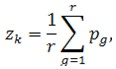 z_k = \frac{1}{r} \sum_{g=1}^{r} p_g,